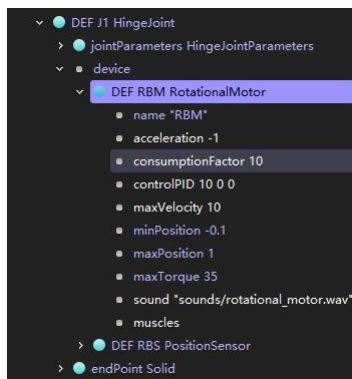 DEF J1 HingeJoint
jointParameters HingeJointParameters
device
DEF RBM RotationalMotor
name "RBM"
acceleration -1
consumptionFactor 10
controlPID 10 0 0
maxVelocity 10
minPosition -0.1
maxPosition 1
maxTorque 35
sound "sounds/rotational_motor.wav"
muscles
DEF RBS PositionSensor
endPoint Solid